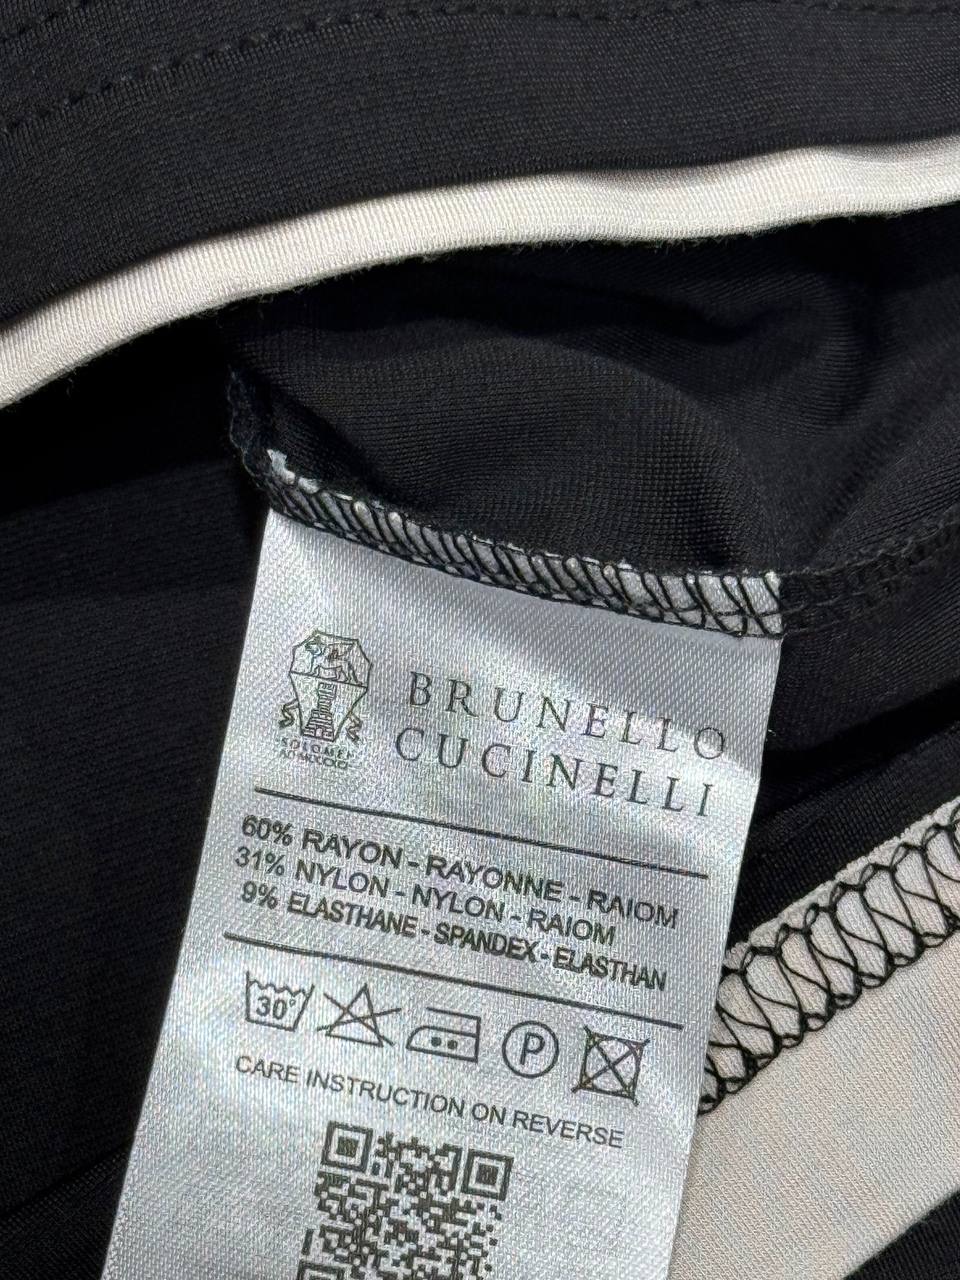 BRUNELLO
CUCINELLI
SOLOMEO
60% RAYON - RAYONNE - RAIOM
31% NYLON - NYLON - RAIOM
9% ELASTHANE - SPANDEX - ELASTHAN
30°
P
CARE INSTRUCTION ON REVERSE